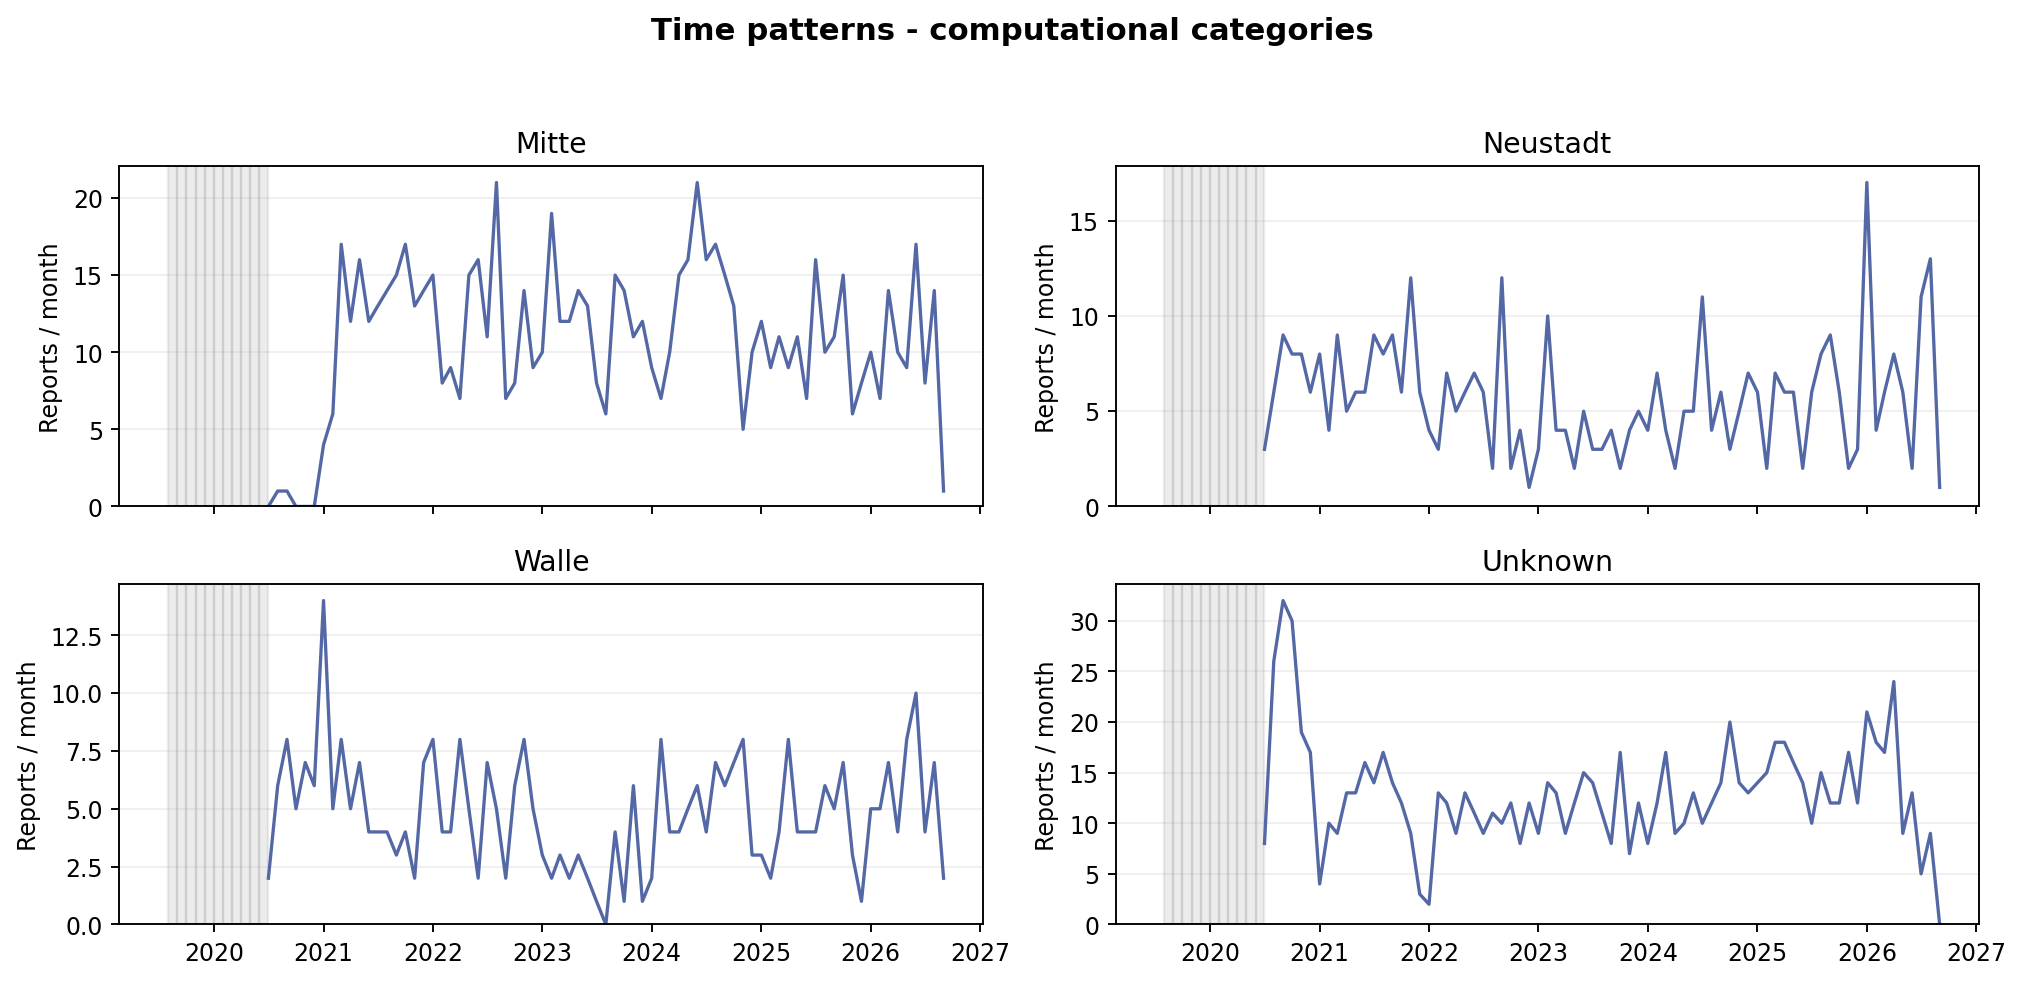 Time patterns - computational categories
Mitte
Reports / month
20
15
10
5
0
Neustadt
Reports / month
15
10
5
0
Walle
Reports / month
12.5
10.0
7.5
5.0
2.5
0.0
2020 2021 2022 2023 2024 2025 2026 2027
Unknown
Reports / month
30
25
20
15
10
5
0
2020 2021 2022 2023 2024 2025 2026 2027